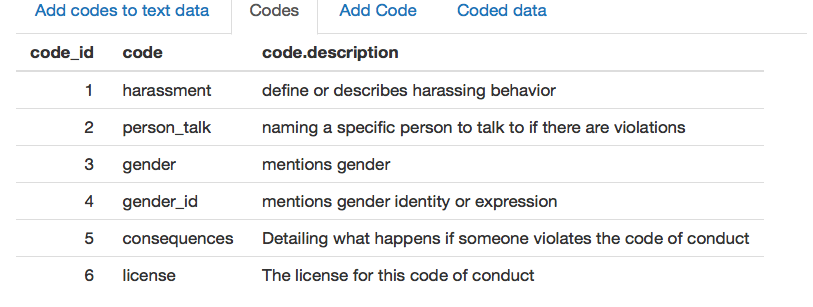 Add codes to text data Codes Add Code Coded data
code_id code code.description
1 harassment define or describes harassing behavior
2 person_talk naming a specific person to talk to if there are violations
3 gender mentions gender
4 gender_id mentions gender identity or expression
5 consequences Detailing what happens if someone violates the code of conduct
6 license The license for this code of conduct